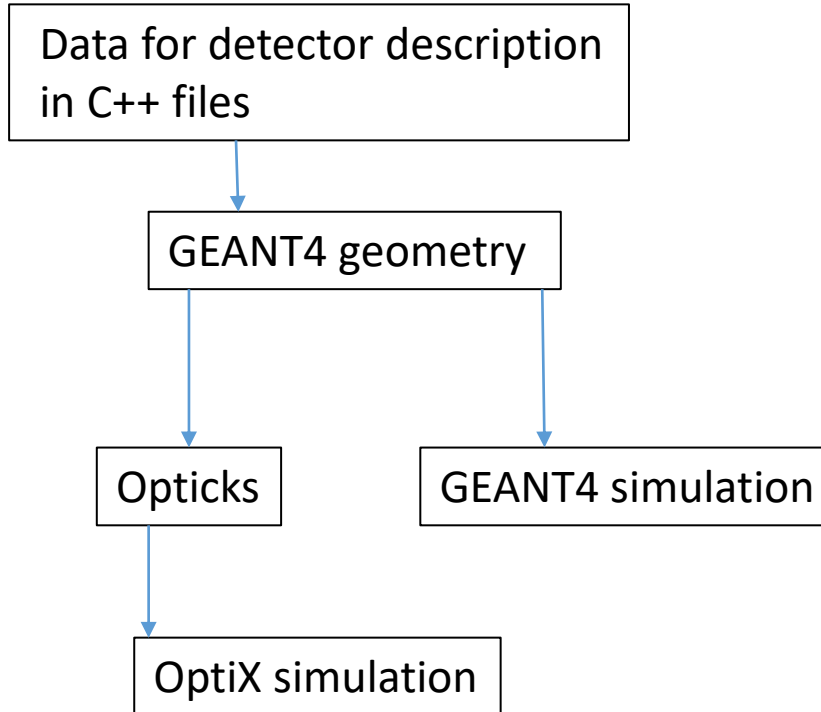 Data for detector description
in C++ files
GEANT4 geometry
Opticks
GEANT4 simulation
OptiX simulation